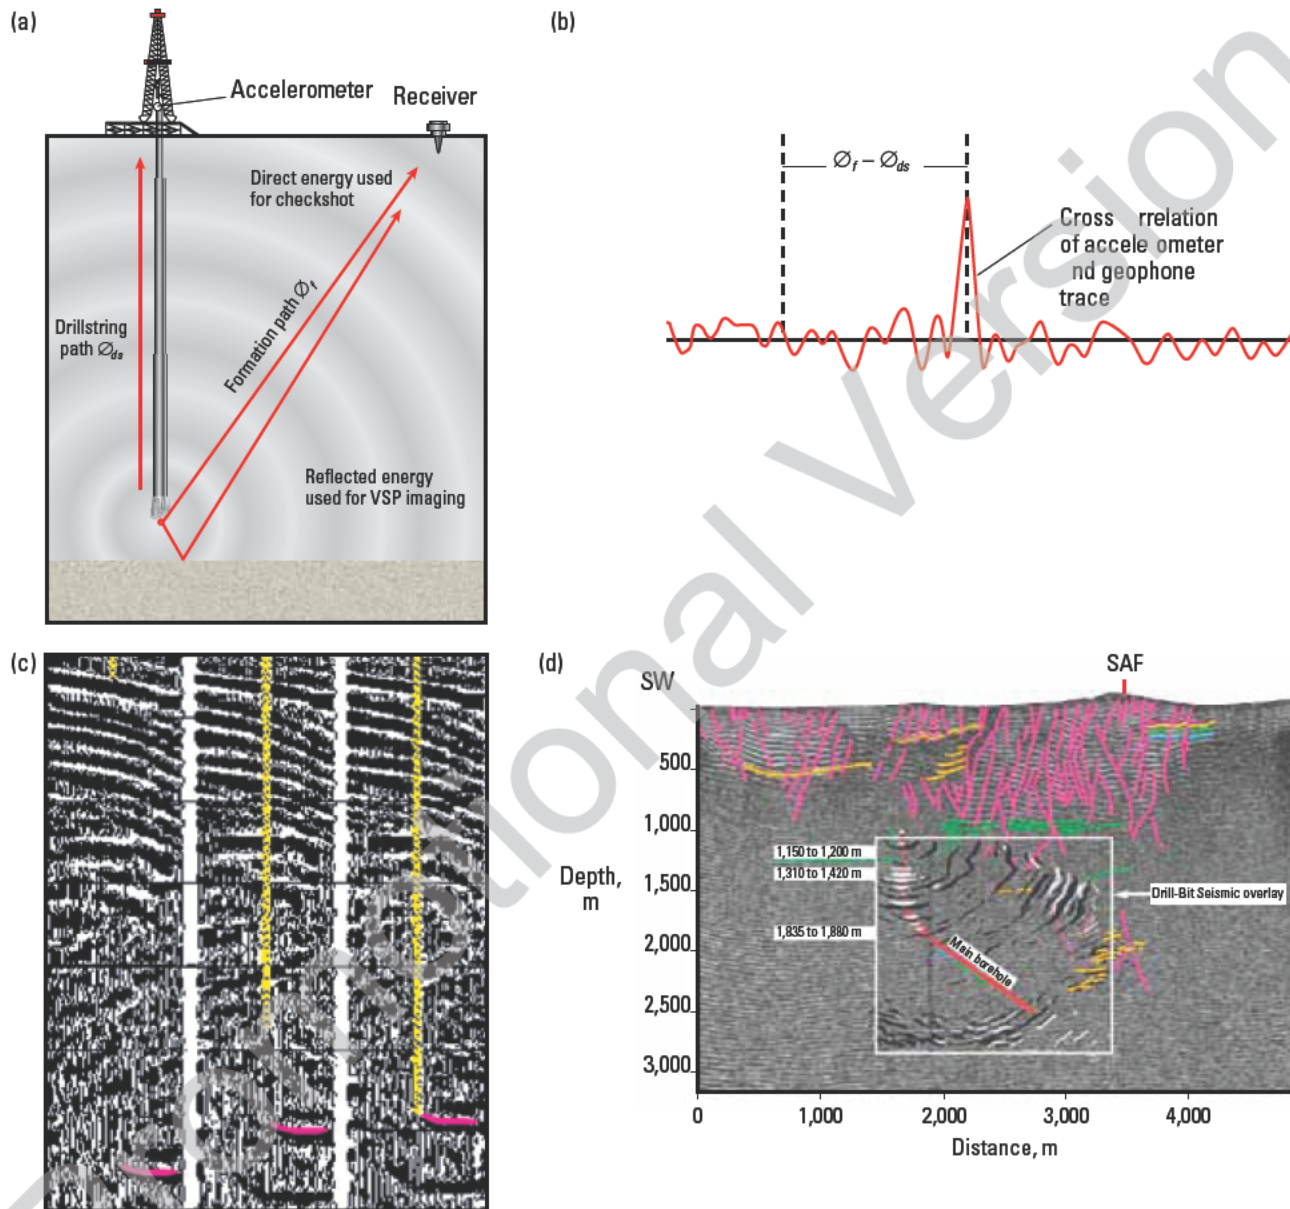 (a)
Accelerometer
Receiver
Direct energy used
for checkshot
Formation path Ø_f
Drillstring
path Ø_ds
Reflected energy
used for VSP imaging
(b)
Ø_f – Ø_ds
Cross rrelation
of accele ometer
nd geophone
trace
(c)
(d)
SAF
SW
500
1,000
1,150 to 1,200 m
1,310 to 1,420 m
Depth,
m
1,500
Drill-Bit Seismic overlay
1,835 to 1,880 m
2,000
Main borehole
2,500
3,000
0
1,000
2,000
3,000
4,000
Distance, m
Version